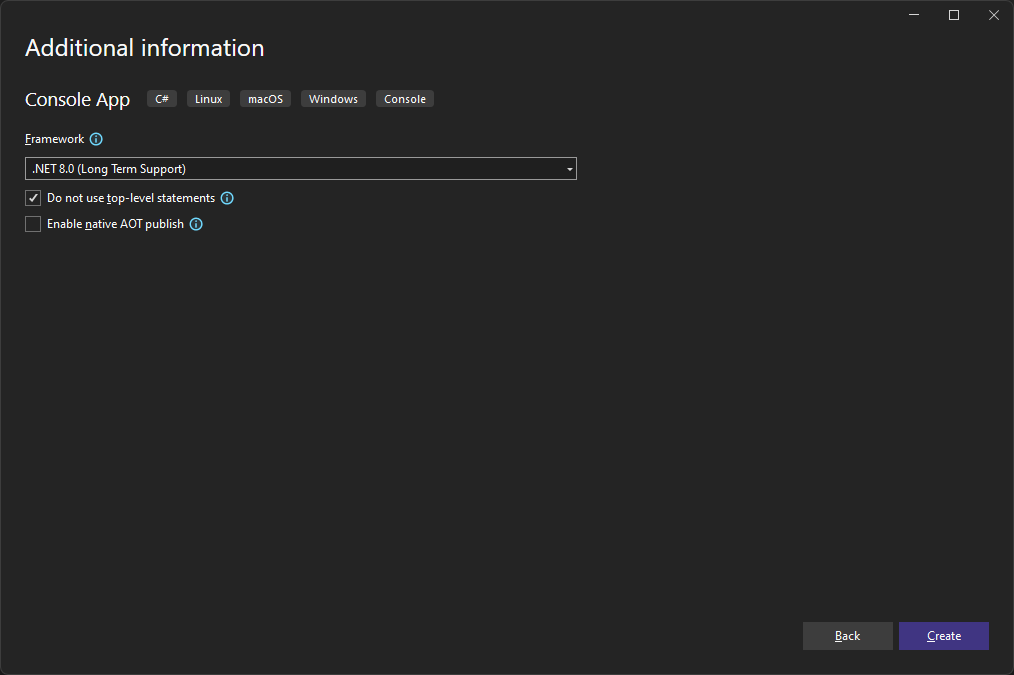 Additional information
Console App C# Linux macOS Windows Console
Framework
.NET 8.0 (Long Term Support)
Do not use top-level statements
Enable native AOT publish
Back Create